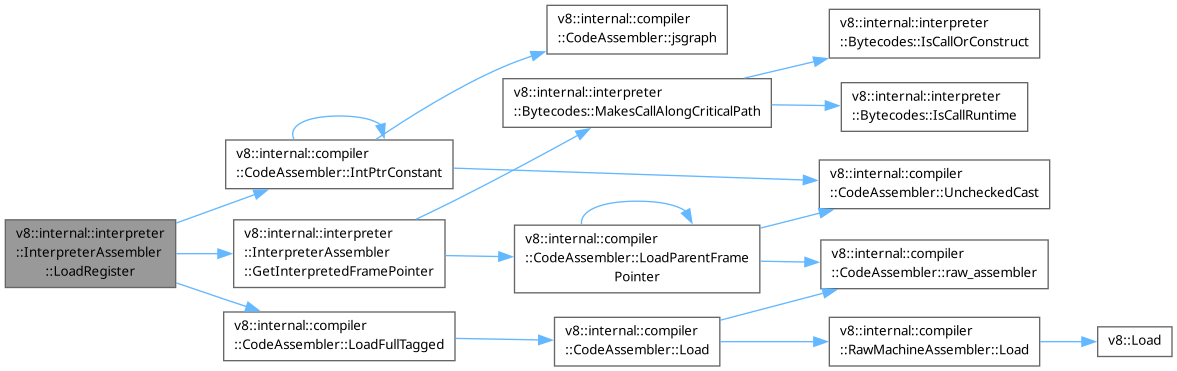 v8::internal::interpreter
::InterpreterAssembler
::LoadRegister
v8::internal::compiler
::CodeAssembler::IntPtrConstant
v8::internal::interpreter
::InterpreterAssembler
::GetInterpretedFramePointer
v8::internal::compiler
::CodeAssembler::LoadFullTagged
v8::internal::compiler
::CodeAssembler::jsgraph
v8::internal::interpreter
::Bytecodes::MakesCallAlongCriticalPath
v8::internal::compiler
::CodeAssembler::LoadParentFrame
Pointer
v8::internal::compiler
::CodeAssembler::Load
v8::internal::interpreter
::Bytecodes::IsCallOrConstruct
v8::internal::interpreter
::Bytecodes::IsCallRuntime
v8::internal::compiler
::CodeAssembler::UncheckedCast
v8::internal::compiler
::CodeAssembler::raw_assembler
v8::internal::compiler
::RawMachineAssembler::Load
v8::Load